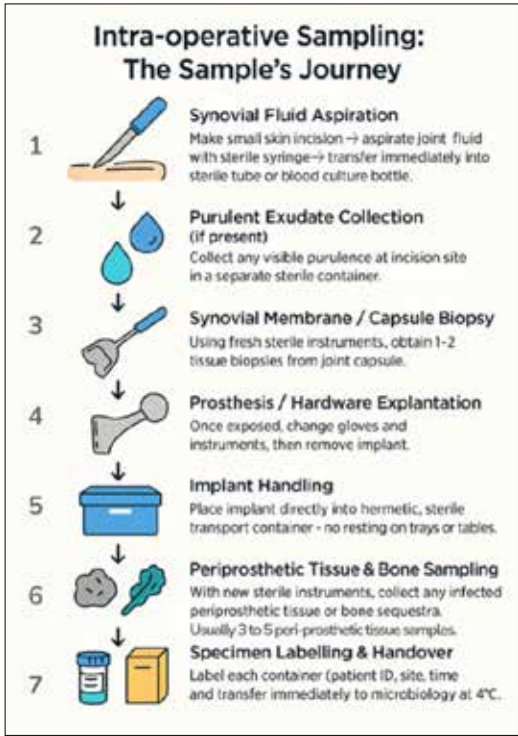 Intra-operative Sampling:
The Sample's Journey
1
Synovial Fluid Aspiration
Make small skin incision → aspirate joint fluid
with sterile syringe→ transfer immediately into
sterile tube or blood culture bottle.
2
Purulent Exudate Collection
(if present)
Collect any visible purulence at incision site
in a separate sterile container.
3
Synovial Membrane / Capsule Biopsy
Using fresh sterile instruments, obtain 1-2
tissue biopsies from joint capsule.
4
Prosthesis / Hardware Explantation
Once exposed, change gloves and
instruments, then remove implant.
5
Implant Handling
Place implant directly into hermetic, sterile
transport container - no resting on trays or tables.
6
Periprosthetic Tissue & Bone Sampling
With new sterile instruments, collect any infected
periprosthetic tissue or bone sequestra.
Usually 3 to 5 peri-prosthetic tissue samples.
7
Specimen Labelling & Handover
Label each container (patient ID, site, time
and transfer immediately to microbiology at 4°C.